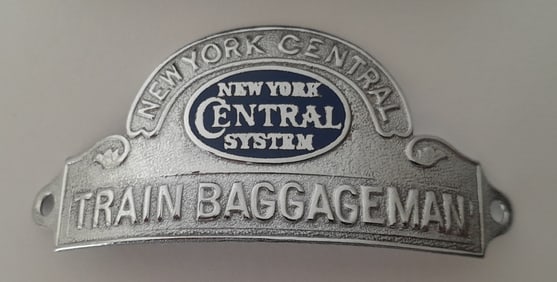 NEW YORK CENTRAL
NEW YORK
CENTRAL
SYSTEM
TRAIN BAGGAGEMAN